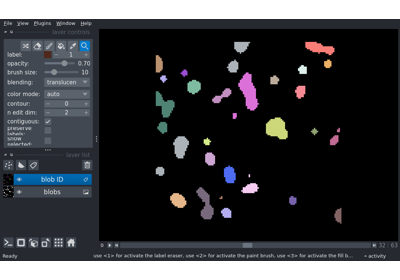 File View Plugins Window Help
layer controls
label: 1
opacity: 0.70
brush size: 10
blending: translucen
color mode: auto
contour: 0
n edit dim: 2
contiguous:
preserve labels:
show selected:
layer list
blob ID
blobs
32 63
Ready
use <1> for activate the label eraser, use <2> for activate the paint brush, use <3> for activate the fill b...
activity